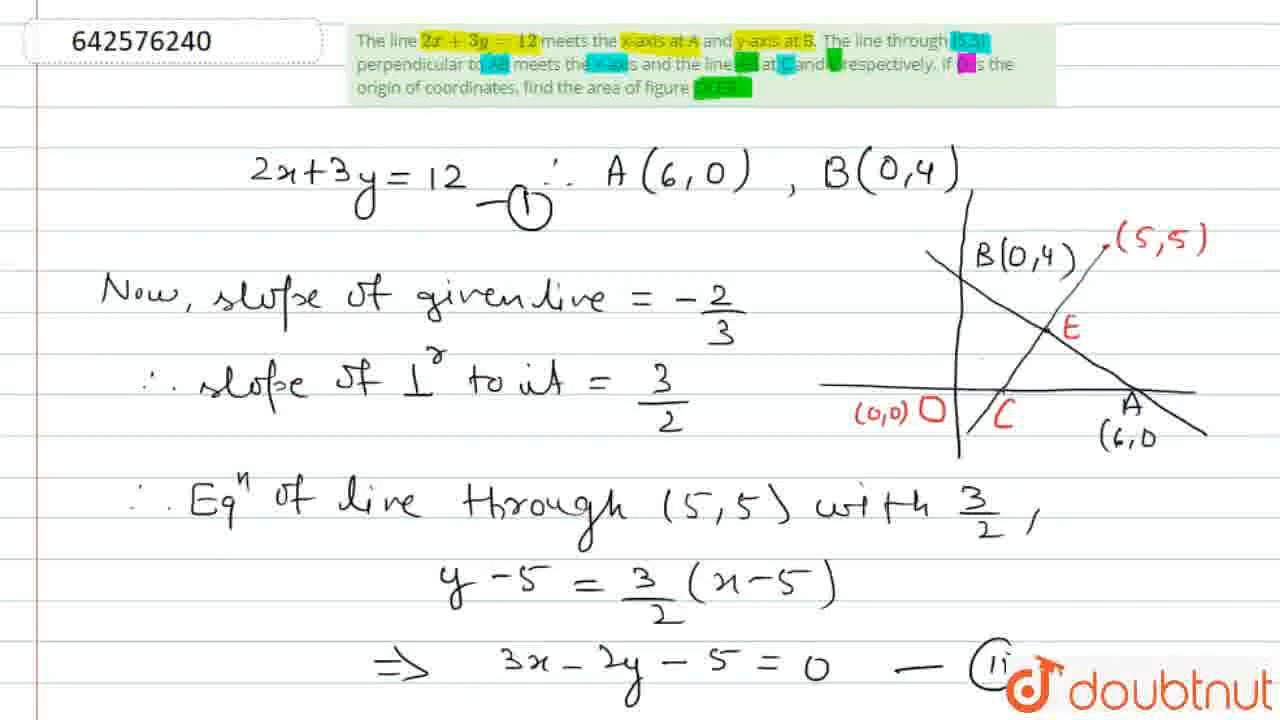 642576240
The line 2x + 3y = 12 meets the x-axis at A and y-axis at B. The line through (5,5)
perpendicular to AB meets the x-axis and the line at C and respectively. If O is the
origin of coordinates, find the area of figure
2x+3y=12 —① ∴ A(6,0) , B(0,4)
B(0,4) (5,5)
Now, slope of given line = -2/3
E
∴ slope of ⊥r to it = 3/2
(0,0) O C A
(6,0
∴ Eqn of line through (5,5) with 3/2,
y-5 = 3/2 (x-5)
⇒ 3x-2y-5=0 — (ii
doubtnut